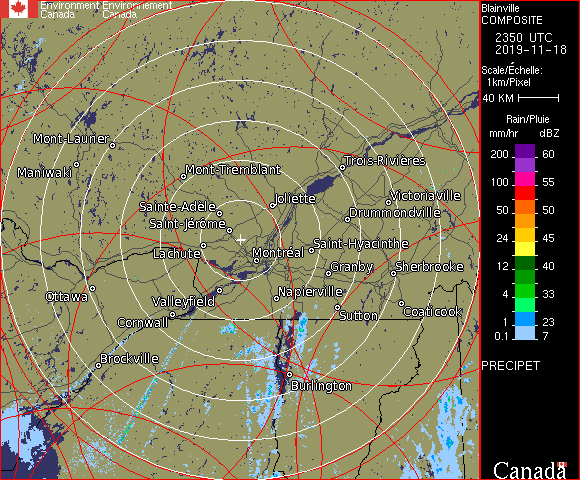 Environment Environnement
Canada Canada
Blainville
COMPOSITE
2350 UTC
2019-11-18
Scale/Échelle:
1km/Pixel
40 KM
Rain/Pluie
mm/hr dBZ
200 60
100 55
50 50
24 45
12 40
4 33
1 23
0.1 7
PRECIPET
Canada
Mont-Laurier
Maniwaki
Mont-Tremblant
Trois-Rivières
Joliette
Victoriaville
Sainte-Adèle
Drummondville
Saint-Jérôme
Saint-Hyacinthe
Lachute
Montréal
Granby
Sherbrooke
Ottawa
Valleyfield
Napierville
Cornwall
Sutton
Coaticook
Brockville
Burlington